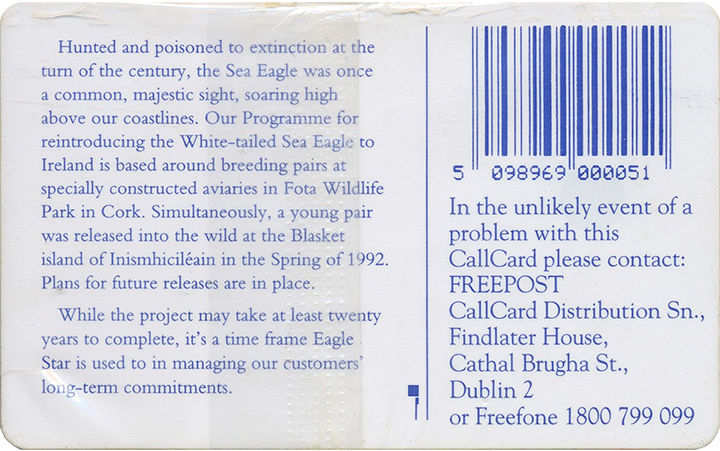 Hunted and poisoned to extinction at the
turn of the century, the Sea Eagle was once
a common, majestic sight, soaring high
above our coastlines. Our Programme for
reintroducing the White-tailed Sea Eagle to
Ireland is based around breeding pairs at
specially constructed aviaries in Fota Wildlife
Park in Cork. Simultaneously, a young pair
was released into the wild at the Blasket
island of Inismhiciléain in the Spring of 1992.
Plans for future releases are in place.
While the project may take at least twenty
years to complete, it's a time frame Eagle
Star is used to in managing our customers'
long-term commitments.
5 098969 000051
In the unlikely event of a
problem with this
CallCard please contact:
FREEPOST
CallCard Distribution Sn.,
Findlater House,
Cathal Brugha St.,
Dublin 2
or Freefone 1800 799 099